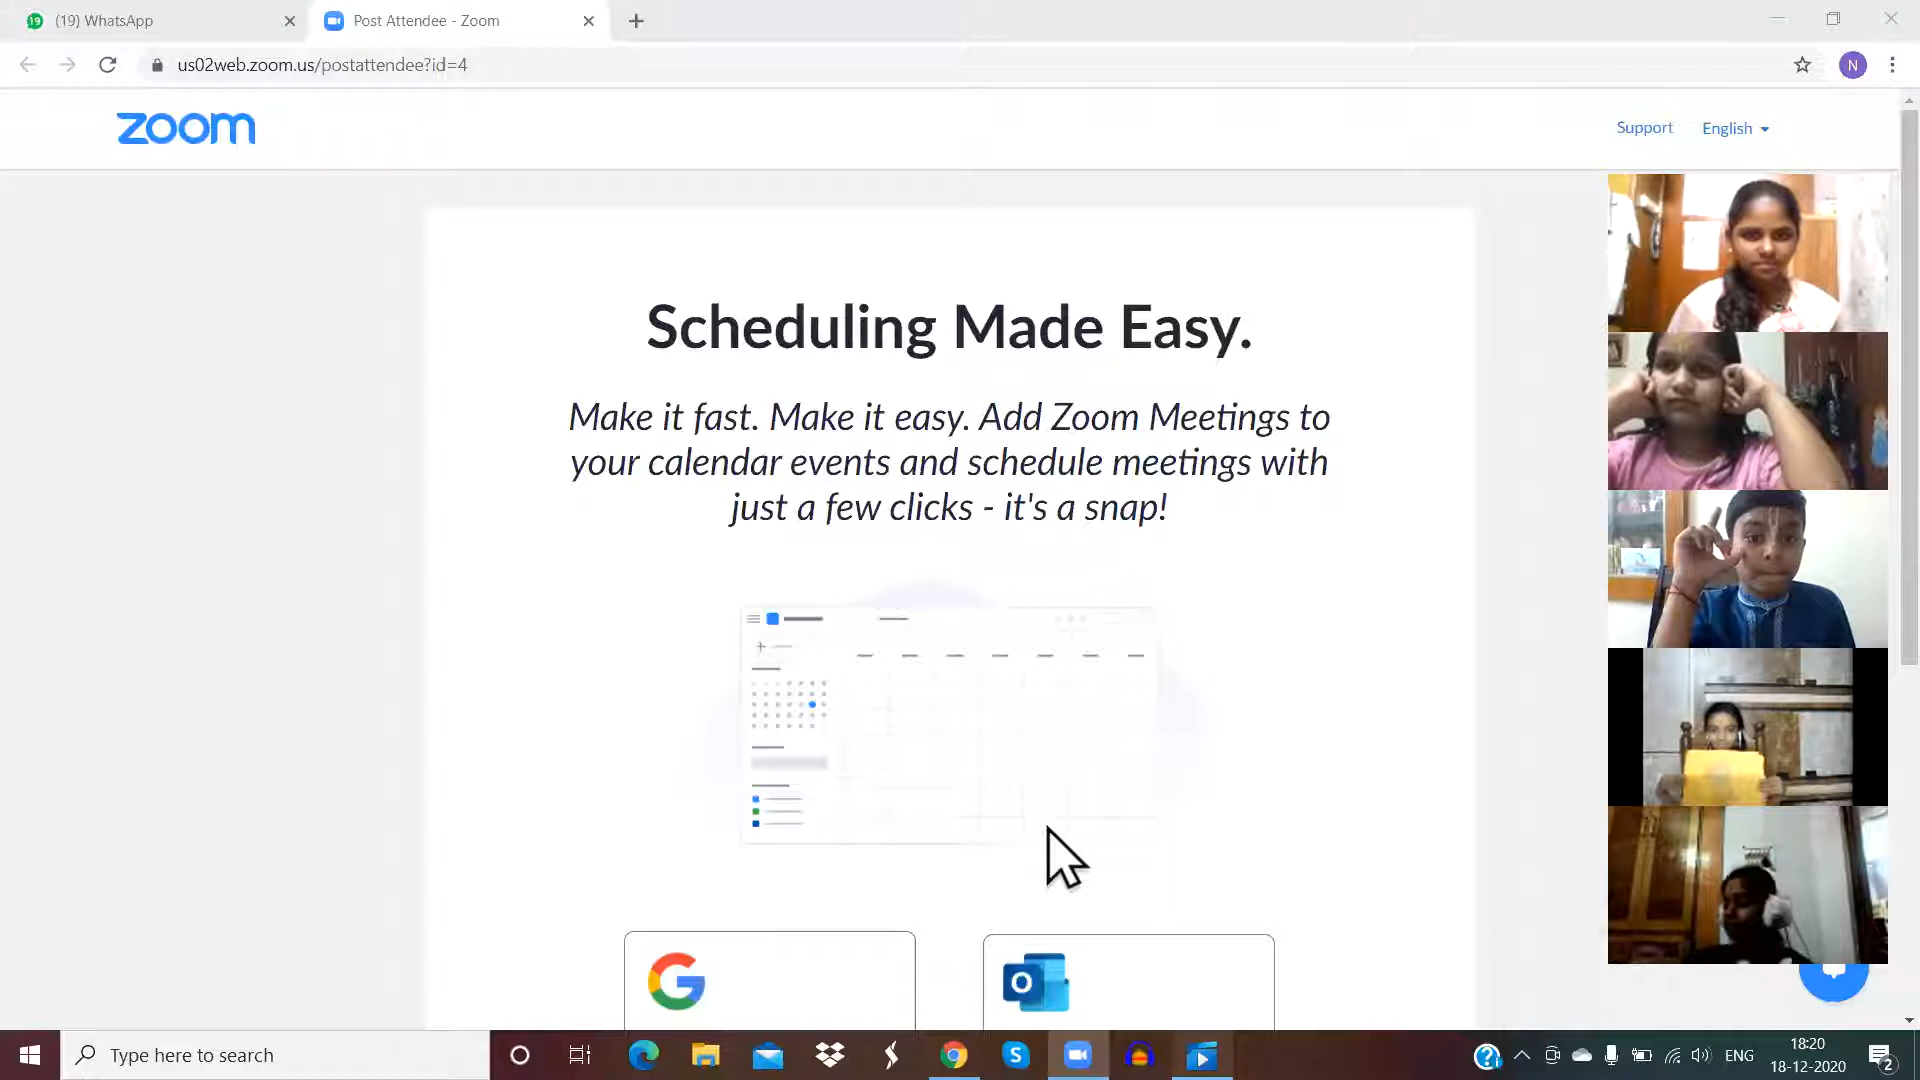 (19) WhatsApp
Post Attendee - Zoom
us02web.zoom.us/postattendee?id=4
N
zoom
Support
English
Scheduling Made Easy.
Make it fast. Make it easy. Add Zoom Meetings to
your calendar events and schedule meetings with
just a few clicks - it's a snap!
Type here to search
ENG
18:20
18-12-2020
2